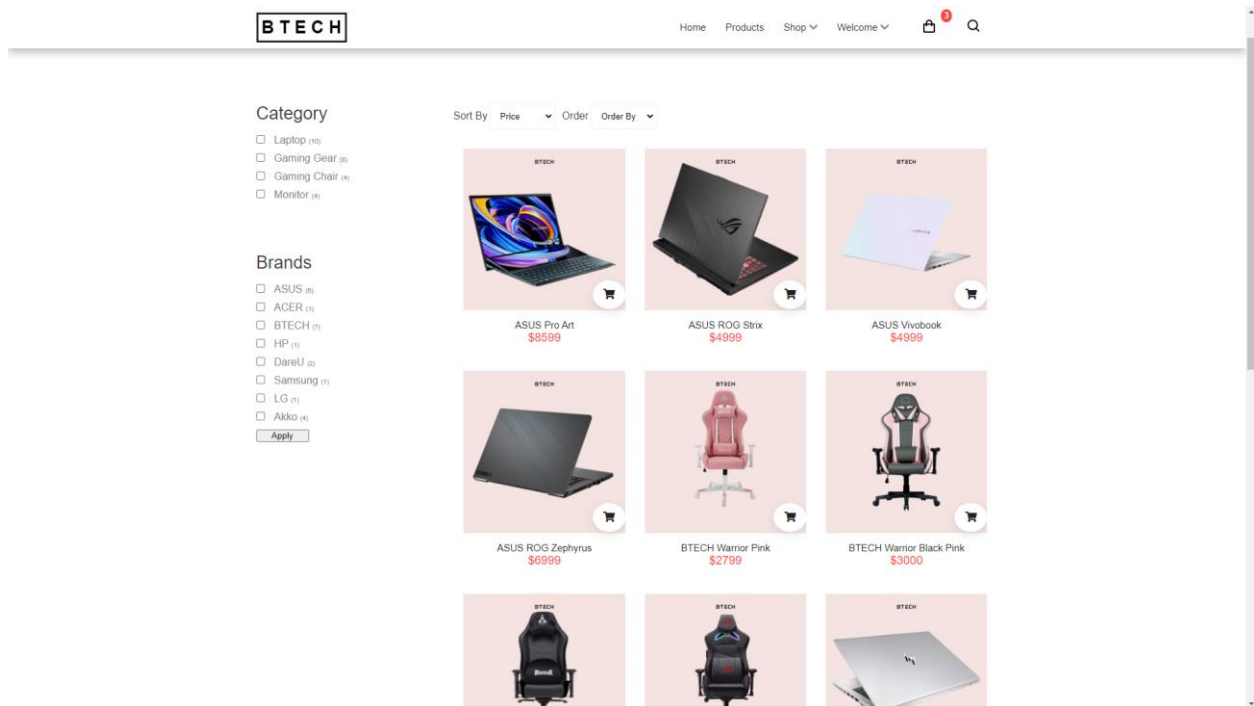 BTECH
Home Products Shop Welcome 3
Category
Laptop (10)
Gaming Gear
Gaming Chair (4)
Monitor (4)
Brands
ASUS (6)
ACER (1)
BTECH (7)
HP (1)
DareU (2)
Samsung (1)
LG (1)
Akko (4)
Apply
Sort By Price Order Order By
BTECH BTECH BTECH
ASUS Pro Art
$8599
ASUS ROG Strix
$4999
ASUS Vivobook
$4999
BTECH BTECH BTECH
ASUS ROG Zephyrus
$6999
BTECH Warrior Pink
$2799
BTECH Warrior Black Pink
$3000
BTECH BTECH BTECH
hp